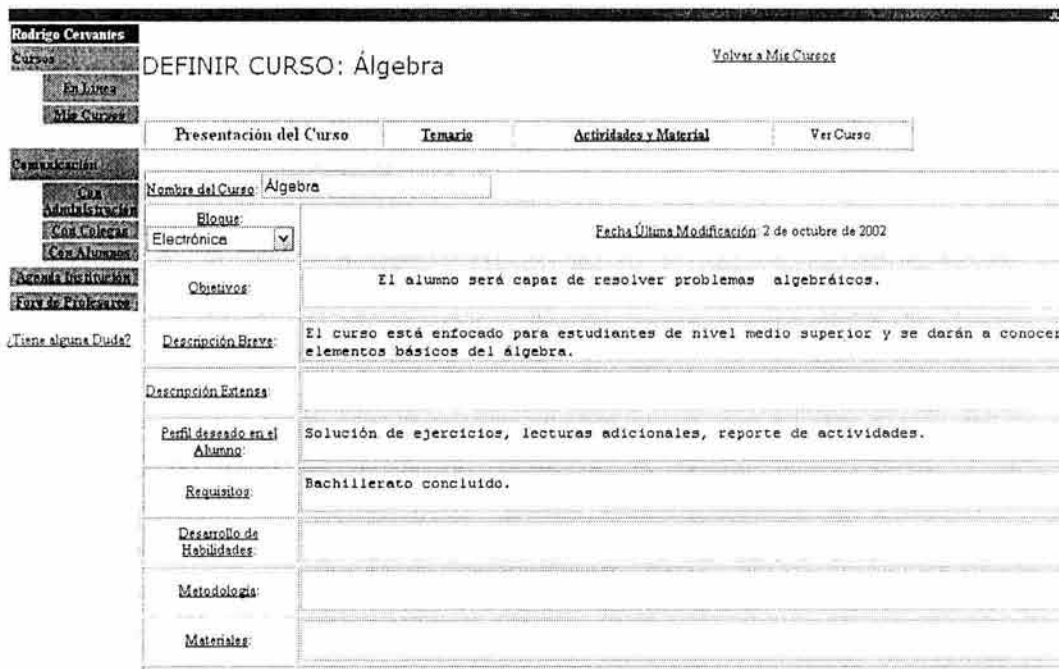 Rodrigo Cervantes
Cursos
En Línea
Mis Cursos
Comunicación
Con Administración
Con Colegas
Con Alumnos
Agenda Institución
Foro de Profesores
¿Tiene alguna Duda?
DEFINIR CURSO: Álgebra
Volver a Mis Cursos
Presentación del Curso
Temario
Actividades y Material
Ver Curso
Nombre del Curso: Álgebra
Bloque:
Electrónica
Fecha Última Modificación: 2 de octubre de 2002
Objetivos:
El alumno será capaz de resolver problemas algebráicos.
Descripción Breve:
El curso está enfocado para estudiantes de nivel medio superior y se darán a conocer
elementos básicos del álgebra.
Descripción Extensa:
Perfil deseado en el
Alumno:
Solución de ejercicios, lecturas adicionales, reporte de actividades.
Requisitos:
Bachillerato concluido.
Desarrollo de
Habilidades:
Metodología:
Materiales: